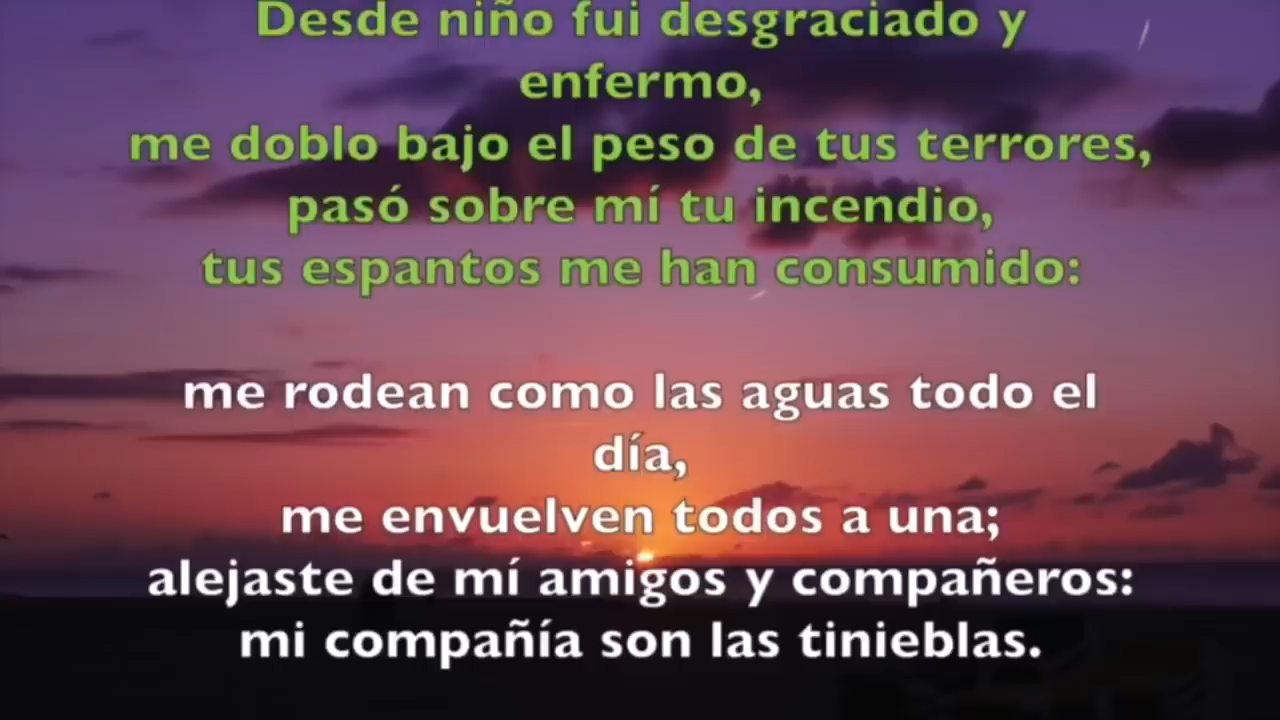 Desde niño fui desgraciado y
enfermo,
me doblo bajo el peso de tus terrores,
pasó sobre mí tu incendio,
tus espantos me han consumido:
me rodean como las aguas todo el
día,
me envuelven todos a una;
alejaste de mí amigos y compañeros:
mi compañía son las tinieblas.